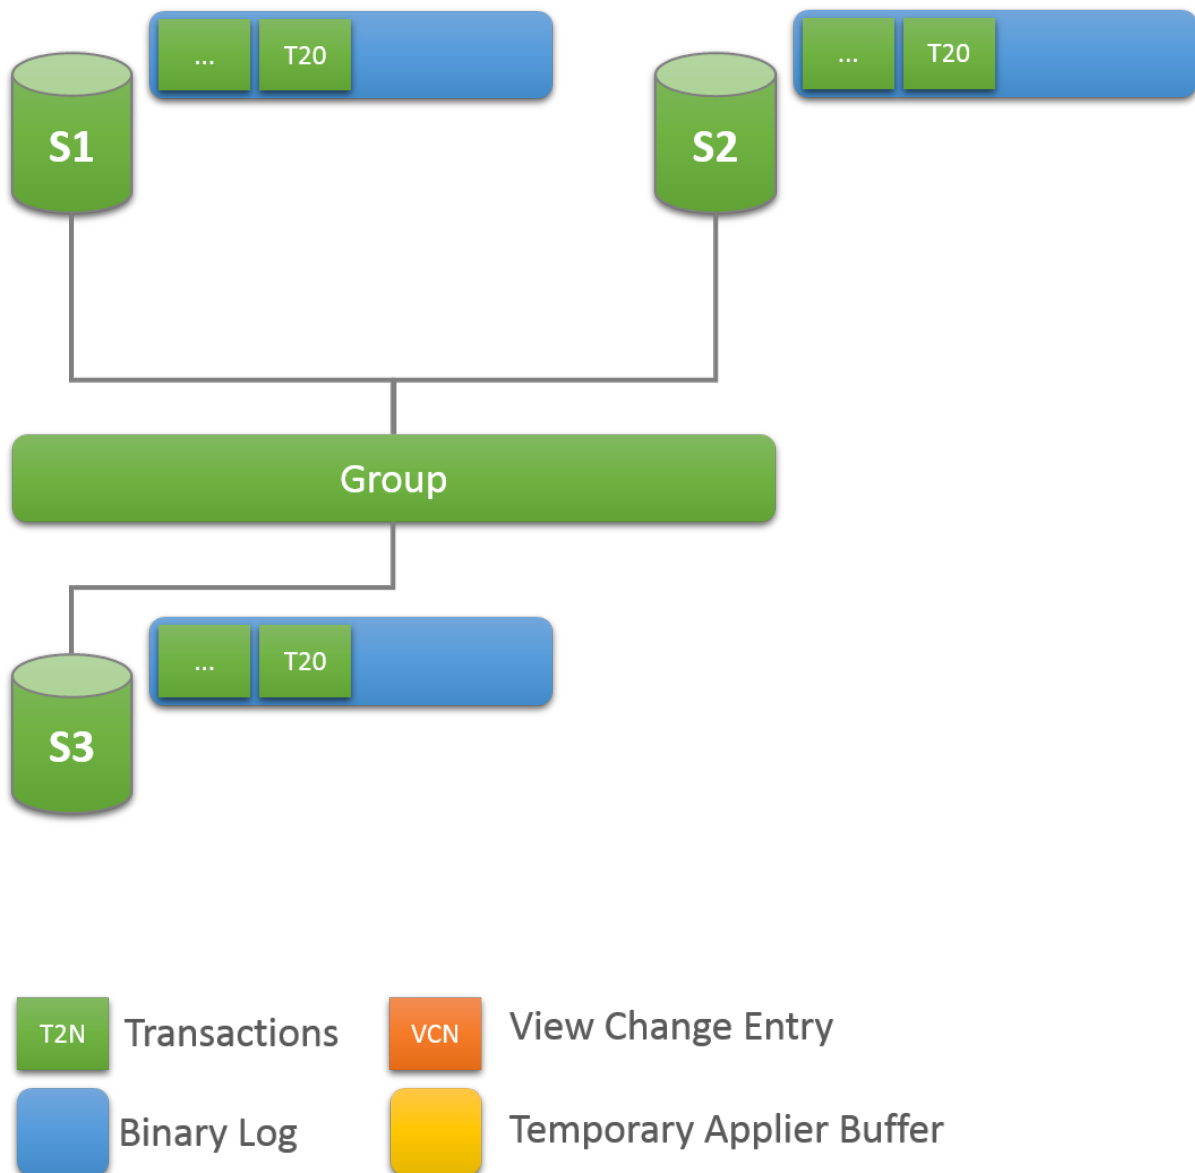 ... T20
... T20
S1
S2
Group
... T20
S3
T2N Transactions
VCN View Change Entry
Binary Log
Temporary Applier Buffer